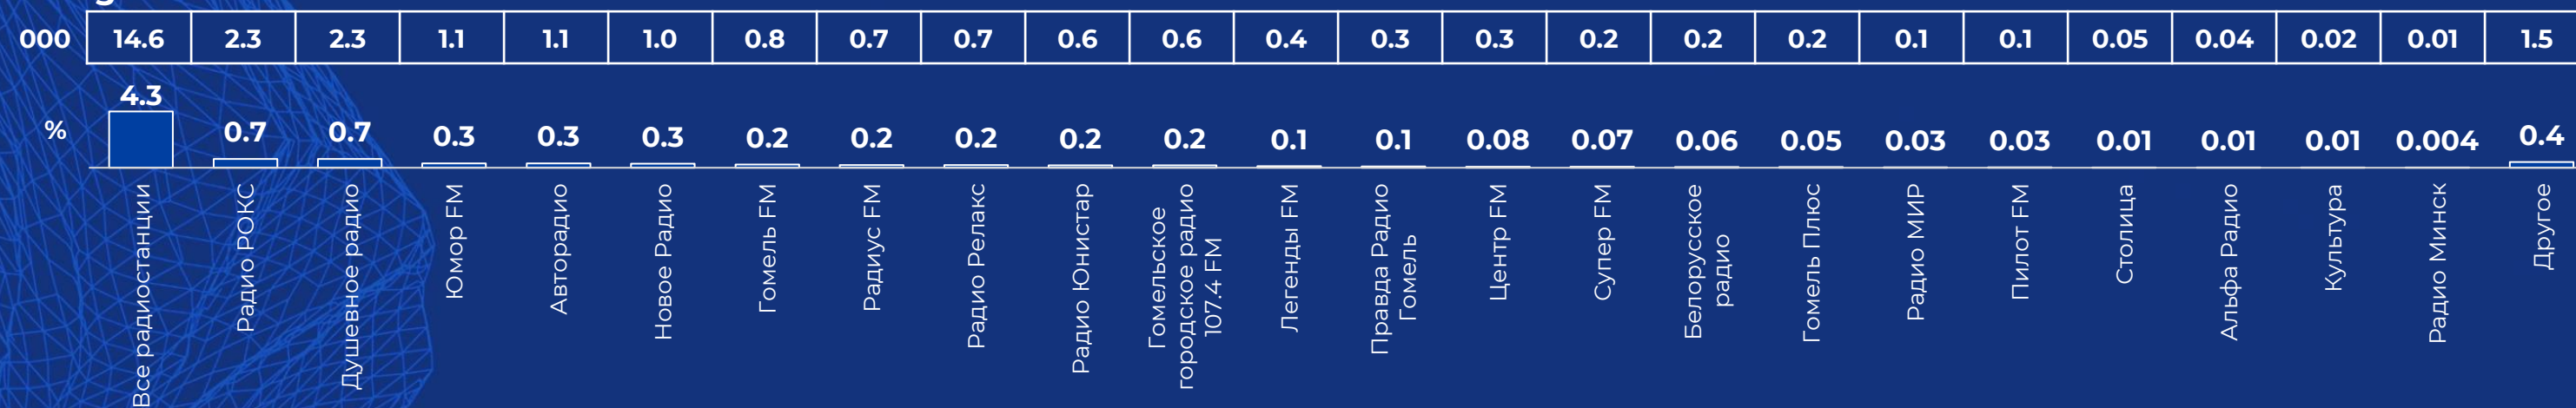 000 14.6 2.3 2.3 1.1 1.1 1.0 0.8 0.7 0.7 0.6 0.6 0.4 0.3 0.3 0.2 0.2 0.2 0.1 0.1 0.05 0.04 0.02 0.01 1.5
% 4.3 0.7 0.7 0.3 0.3 0.3 0.2 0.2 0.2 0.2 0.2 0.1 0.1 0.08 0.07 0.06 0.05 0.03 0.03 0.01 0.01 0.01 0.004 0.4
Все радиостанции
Радио РОКС
Душевное радио
Юмор FM
Авторадио
Новое Радио
Гомель FM
Радиус FM
Радио Релакс
Радио Юнистар
Гомельское
городское радио
107.4 FM
Легенды FM
Правда Радио
Гомель
Центр FM
Супер FM
Белорусское
радио
Гомель Плюс
Радио МИР
Пилот FM
Столица
Альфа Радио
Культура
Радио Минск
Другое